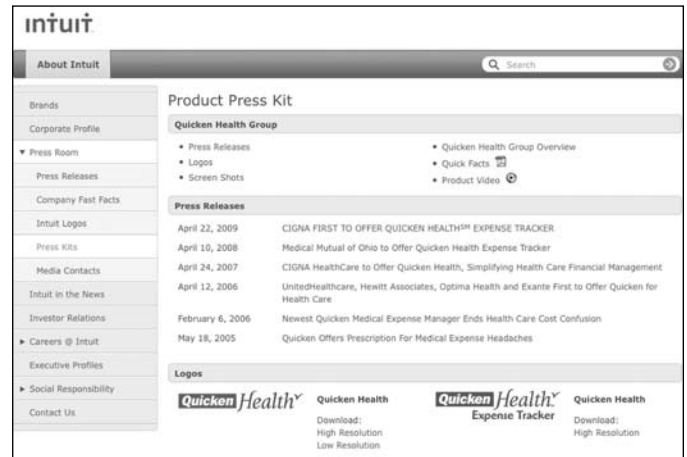 INTUIT
About Intuit
Search
Brands
Corporate Profile
Press Room
Press Releases
Company Fast Facts
Intuit Logos
Press Kits
Media Contacts
Intuit in the News
Investor Relations
Careers @ Intuit
Executive Profiles
Social Responsibility
Contact Us
Product Press Kit
Quicken Health Group
• Press Releases
• Logos
• Screen Shots
• Quicken Health Group Overview
• Quick Facts
• Product Video
Press Releases
April 22, 2009 CIGNA FIRST TO OFFER QUICKEN HEALTH℠ EXPENSE TRACKER
April 10, 2008 Medical Mutual of Ohio to Offer Quicken Health Expense Tracker
April 24, 2007 CIGNA HealthCare to Offer Quicken Health, Simplifying Health Care Financial Management
April 12, 2006 UnitedHealthcare, Hewitt Associates, Optima Health and Exante First to Offer Quicken for
Health Care
February 6, 2006 Newest Quicken Medical Expense Manager Ends Health Care Cost Confusion
May 18, 2005 Quicken Offers Prescription For Medical Expense Headaches
Logos
Quicken Health
Quicken Health
Download:
High Resolution
Low Resolution
Quicken Health
Expense Tracker
Quicken Health
Download:
High Resolution